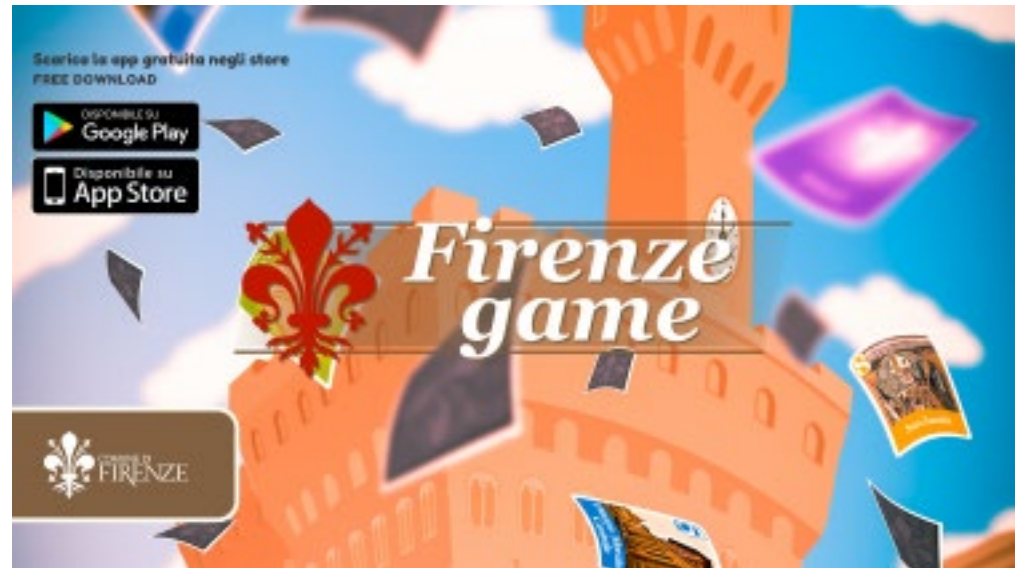 Scarica la app gratuita negli store
FREE DOWNLOAD
DISPONIBILE SU
Google Play
Disponibile su
App Store
Firenze
game
COMUNE DI
FIRENZE